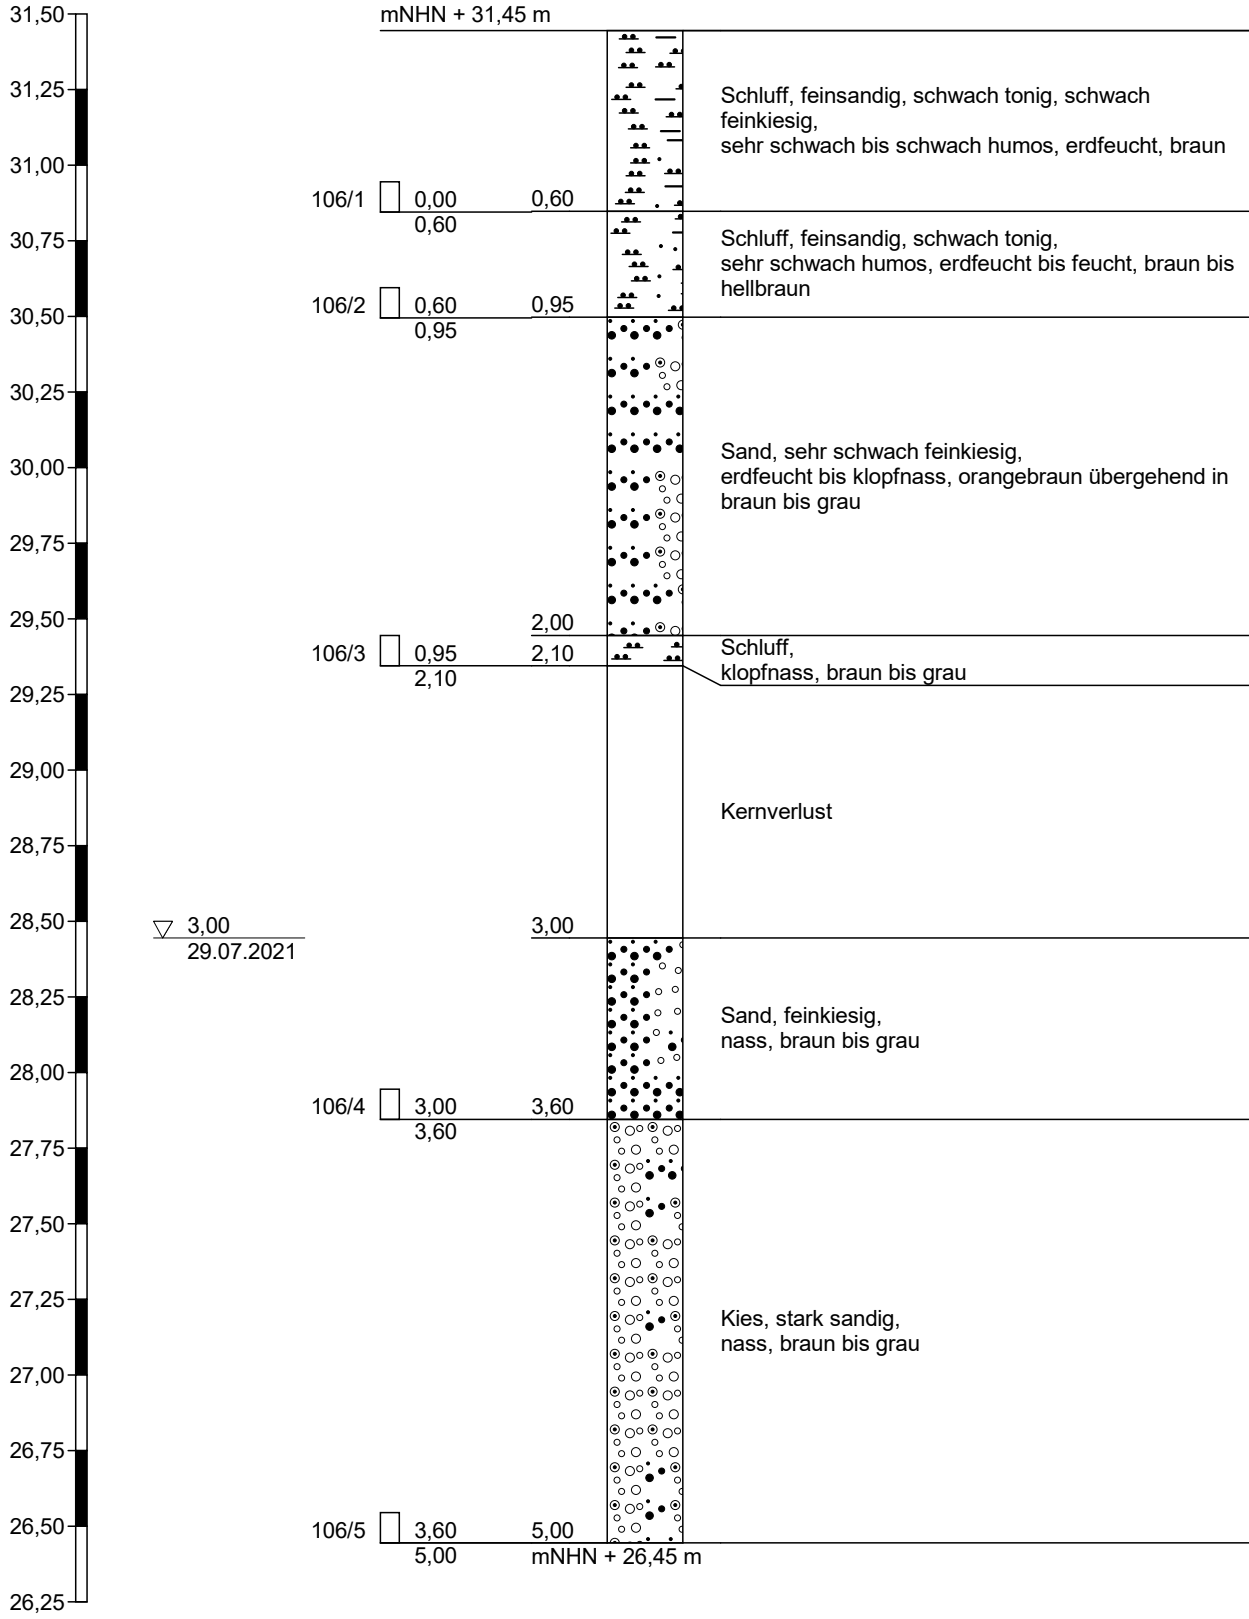 31,50
mNHN + 31,45 m
31,25
Schluff, feinsandig, schwach tonig, schwach
feinkiesig,
sehr schwach bis schwach humos, erdfeucht, braun
31,00
106/1 0,00 0,60
0,60
30,75
Schluff, feinsandig, schwach tonig,
sehr schwach humos, erdfeucht bis feucht, braun bis
hellbraun
106/2 0,60 0,95
30,50
0,95
30,25
30,00
Sand, sehr schwach feinkiesig,
erdfeucht bis klopfnass, orangebraun übergehend in
braun bis grau
29,75
29,50
2,00
106/3 0,95 2,10
2,10
Schluff,
klopfnass, braun bis grau
29,25
29,00
Kernverlust
28,75
28,50
3,00 3,00
29.07.2021
28,25
Sand, feinkiesig,
nass, braun bis grau
28,00
106/4 3,00 3,60
3,60
27,75
27,50
27,25
Kies, stark sandig,
nass, braun bis grau
27,00
26,75
26,50
106/5 3,60 5,00
5,00 mNHN + 26,45 m
26,25